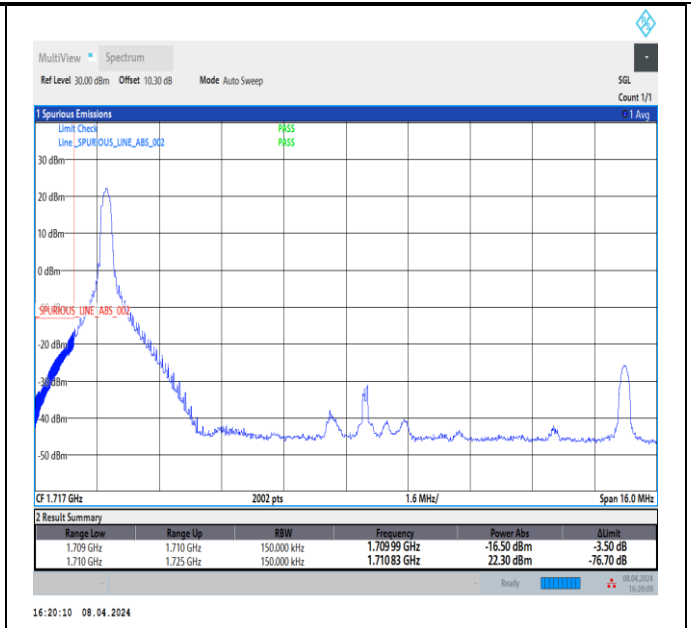 MultiView Spectrum
Ref Level 30.00 dBm Offset 10.30 dB Mode Auto Sweep SGL
Count 1/1
1 Spurious Emissions 1 Avg
Limit Check PASS
Line _SPURIOUS_LINE_ABS_002 PASS
30 dBm
20 dBm
10 dBm
0 dBm
_SPURIOUS_LINE_ABS_002
-20 dBm
-30 dBm
-40 dBm
-50 dBm
CF 1.717 GHz 2002 pts 1.6 MHz/ Span 16.0 MHz
2 Result Summary
Range Low Range Up RBW Frequency Power Abs ΔLimit
1.709 GHz 1.710 GHz 150.000 kHz 1.70999 GHz -16.50 dBm -3.50 dB
1.710 GHz 1.725 GHz 150.000 kHz 1.71083 GHz 22.30 dBm -76.70 dB
Ready 08.04.2024
16:20:09
16:20:10 08.04.2024